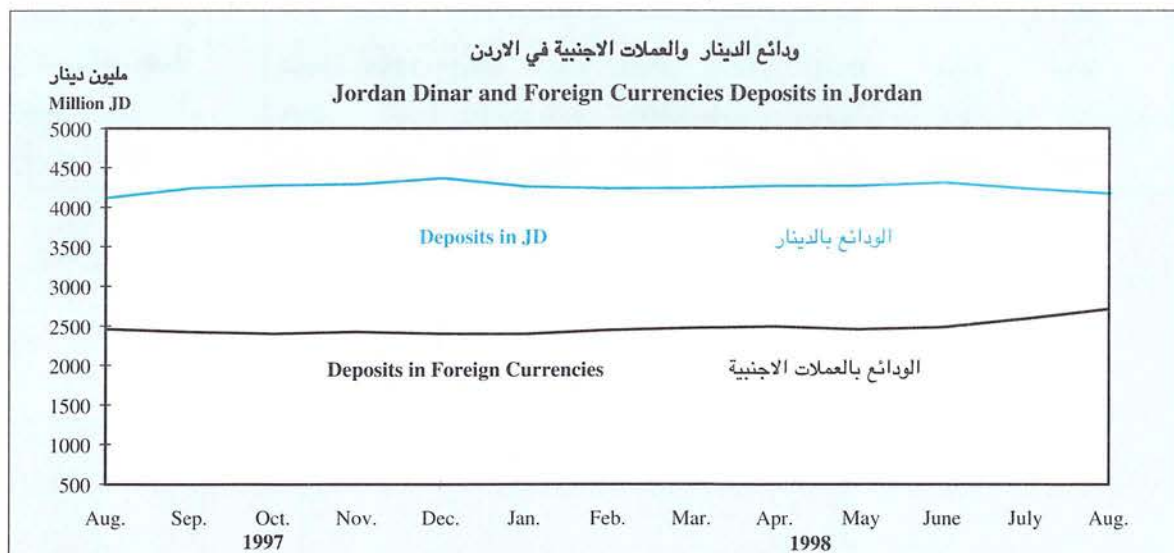 ودائع الدينار والعملات الاجنبية في الاردن
مليون دينار
Million JD
Jordan Dinar and Foreign Currencies Deposits in Jordan
5000
4500
4000
3500
3000
2500
2000
1500
1000
500
Deposits in JD الودائع بالدينار
Deposits in Foreign Currencies الودائع بالعملات الاجنبية
Aug. Sep. Oct. Nov. Dec. Jan. Feb. Mar. Apr. May June July Aug.
1997 1998